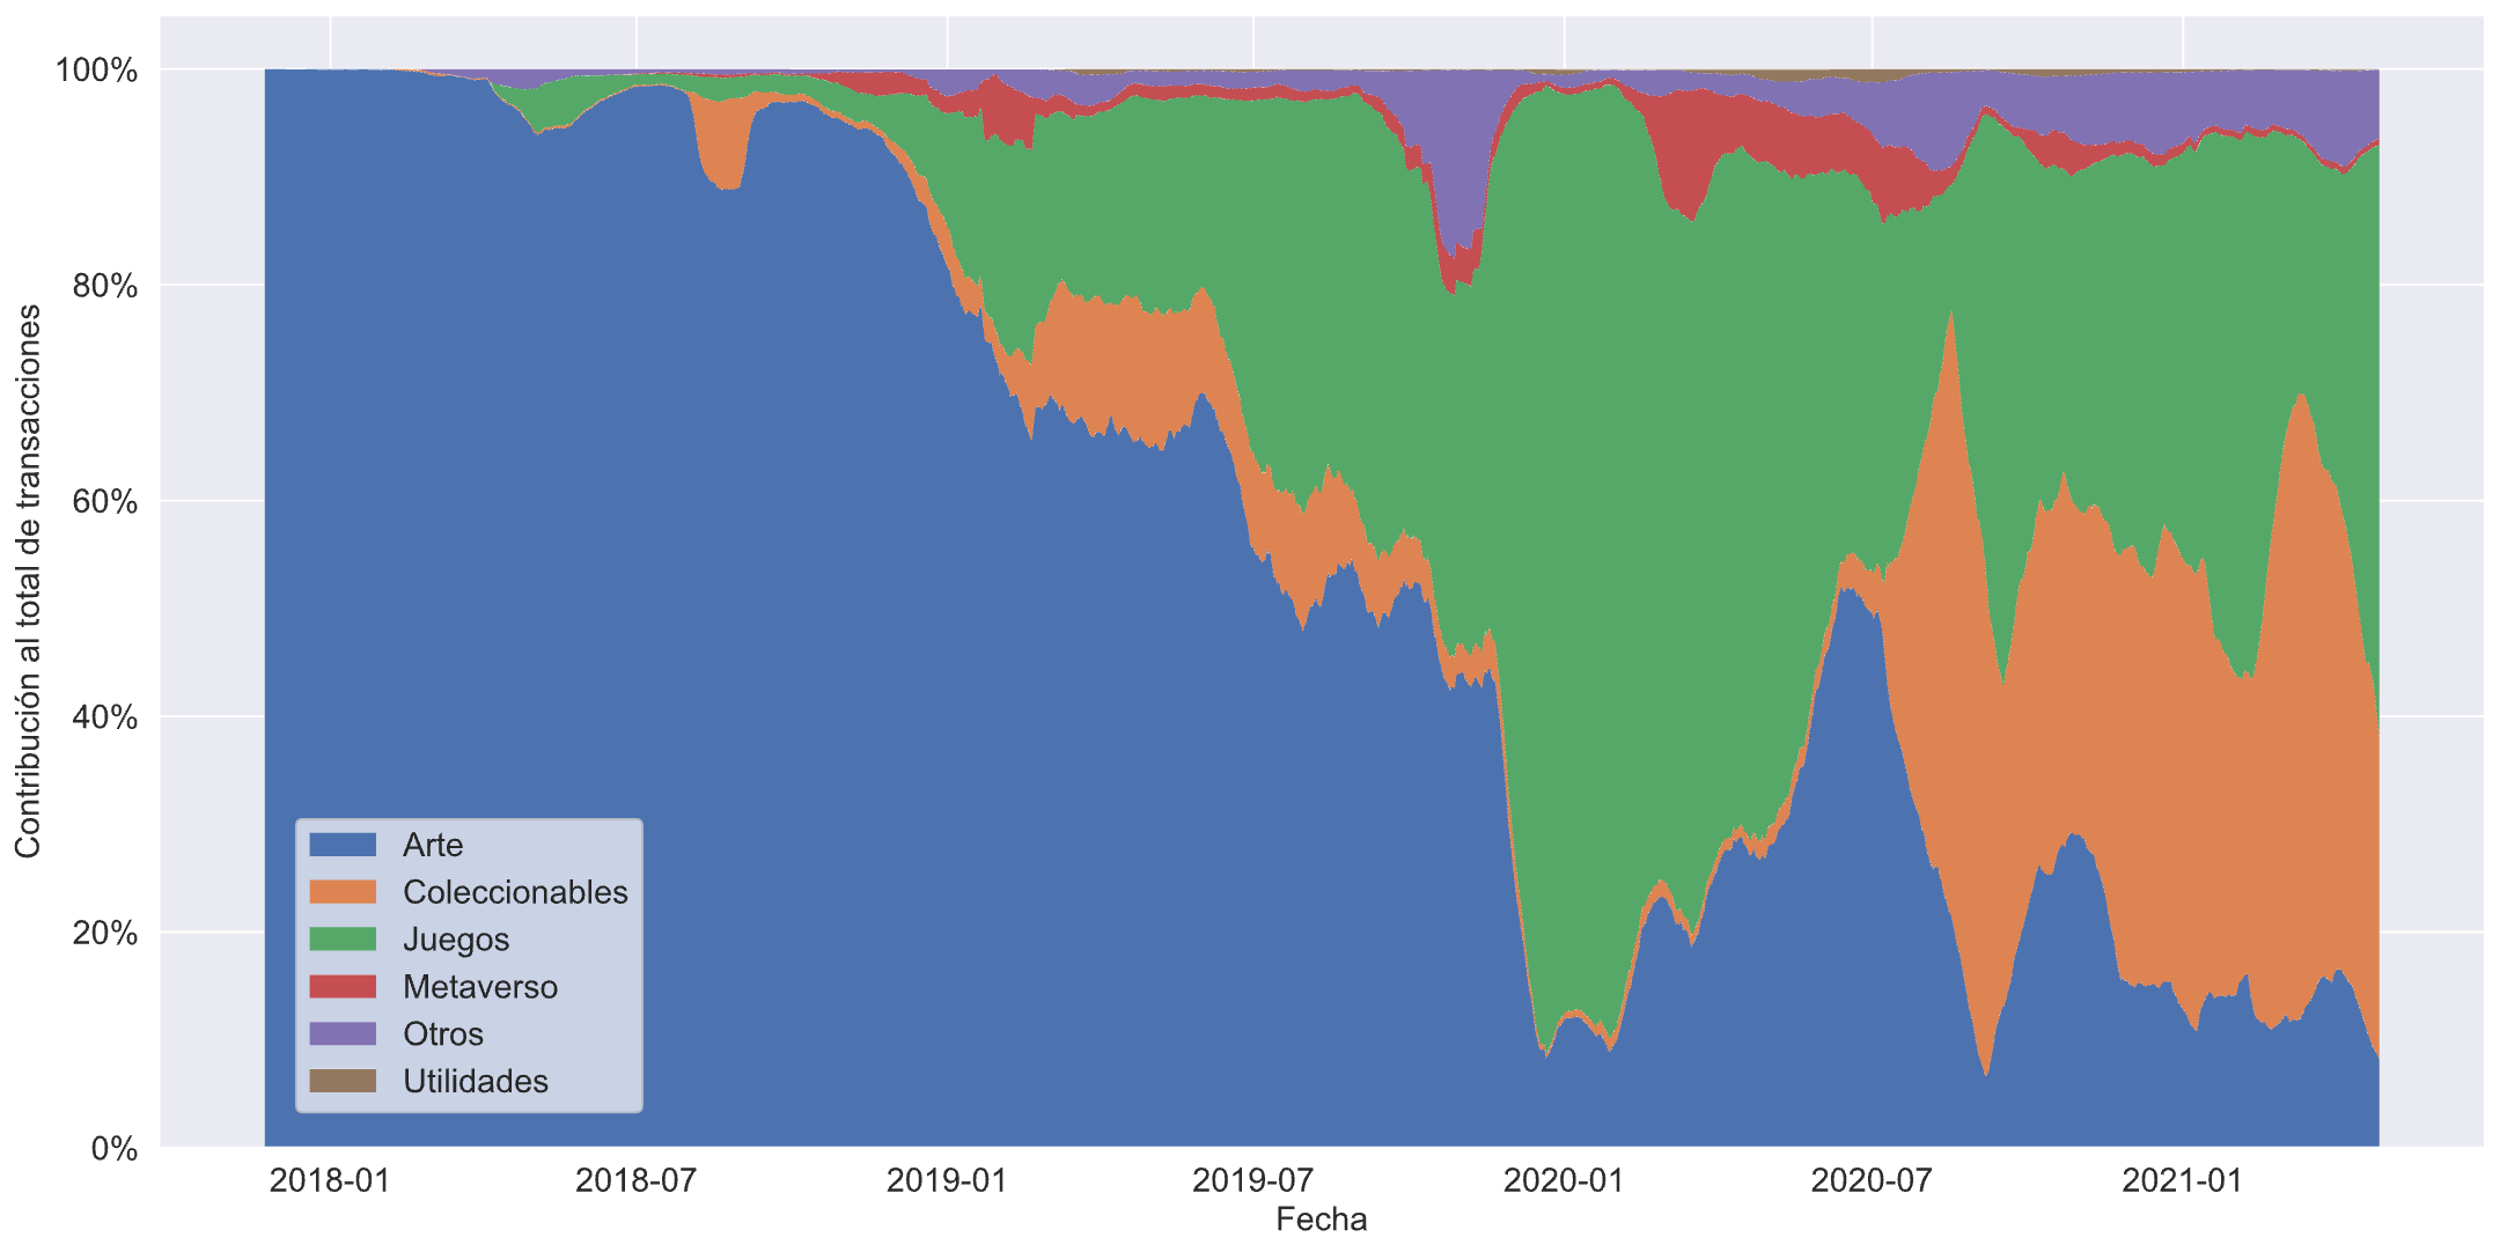 Contribución al total de transacciones
100%
80%
60%
40%
20%
0%
Arte
Coleccionables
Juegos
Metaverso
Otros
Utilidades
2018-01
2018-07
2019-01
2019-07
2020-01
2020-07
2021-01
Fecha